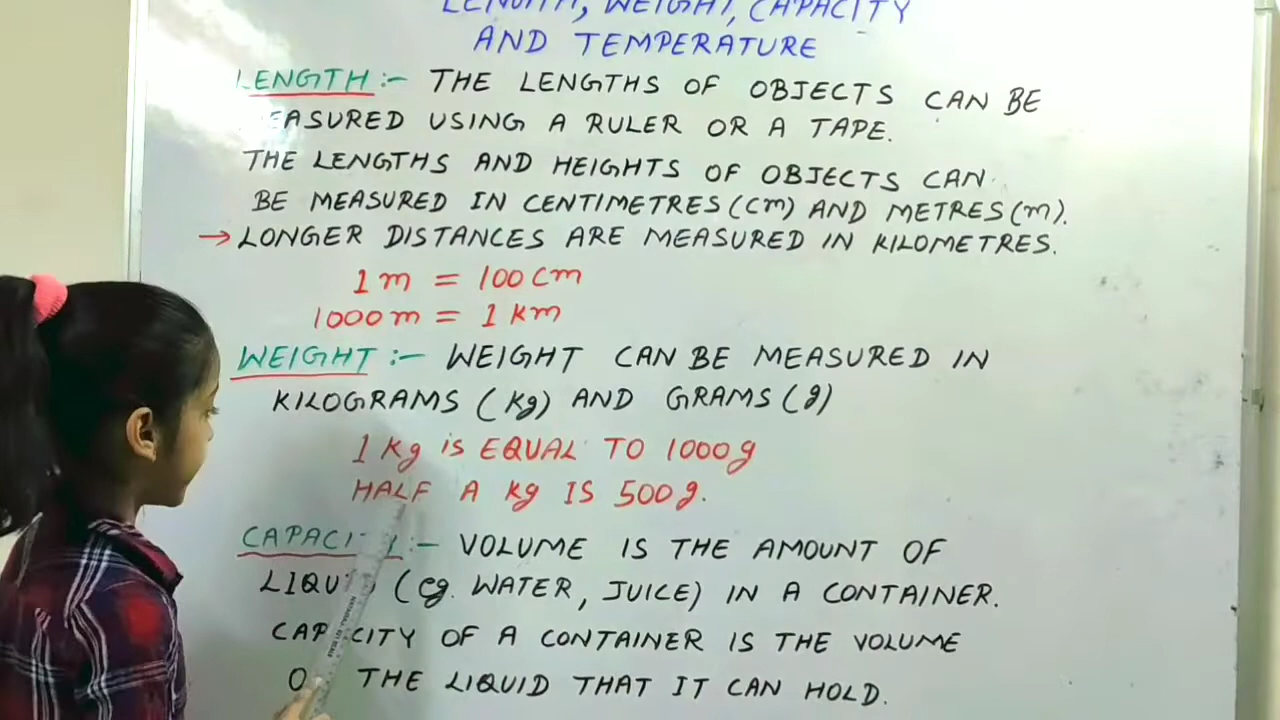 LENGTH, WEIGHT, CAPACITY
AND TEMPERATURE
LENGTH :- THE LENGTHS OF OBJECTS CAN BE
EASURED USING A RULER OR A TAPE.
THE LENGTHS AND HEIGHTS OF OBJECTS CAN
BE MEASURED IN CENTIMETRES (Cm) AND METRES (m).
→ LONGER DISTANCES ARE MEASURED IN KILOMETRES.
1 m = 100 Cm
1000 m = 1 Km
WEIGHT :- WEIGHT CAN BE MEASURED IN
KILOGRAMS (Kg) AND GRAMS (g)
1 Kg is EQUAL TO 1000 g
HALF A Kg IS 500 g.
CAPACI Y :- VOLUME IS THE AMOUNT OF
LIQUID (eg. WATER, JUICE) IN A CONTAINER.
CAPACITY OF A CONTAINER IS THE VOLUME
O THE LIQUID THAT IT CAN HOLD.